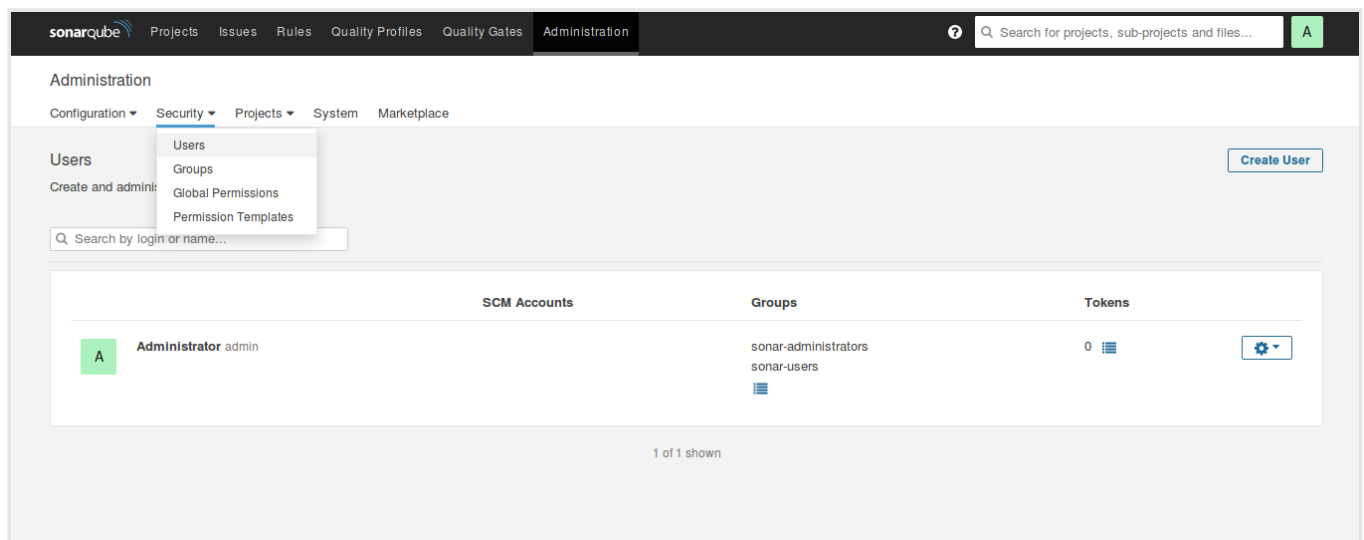 sonarqube Projects Issues Rules Quality Profiles Quality Gates Administration ? Search for projects, sub-projects and files... A
Administration
Configuration Security Projects System Marketplace
Users
Groups
Global Permissions
Permission Templates
Users
Create User
Create and adminis
Search by login or name...
SCM Accounts Groups Tokens
A Administrator admin sonar-administrators 0
sonar-users
1 of 1 shown